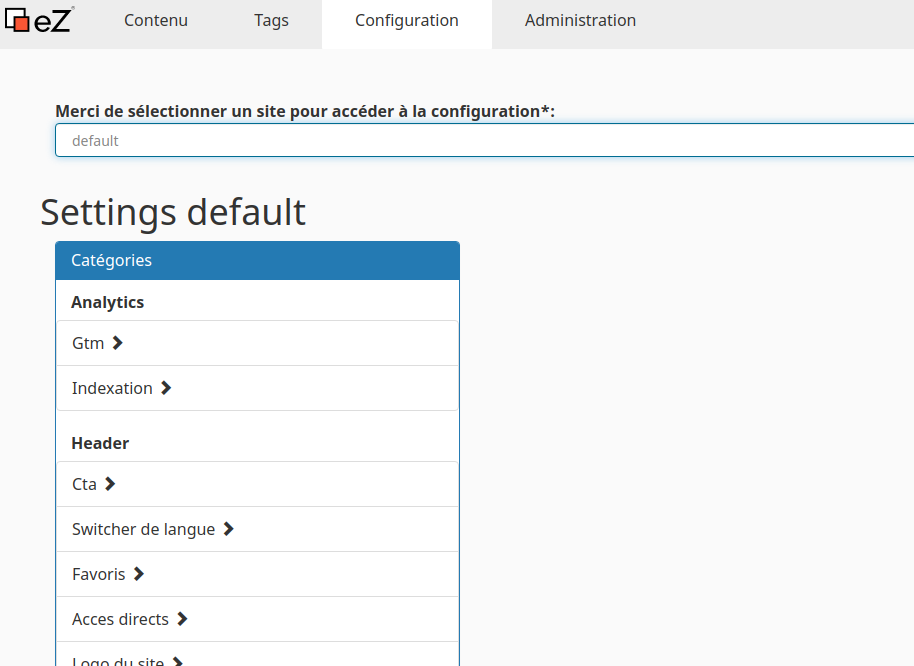 eZ Contenu Tags Configuration Administration
Merci de sélectionner un site pour accéder à la configuration*:
default
Settings default
Catégories
Analytics
Gtm
Indexation
Header
Cta
Switcher de langue
Favoris
Acces directs
Logo du site